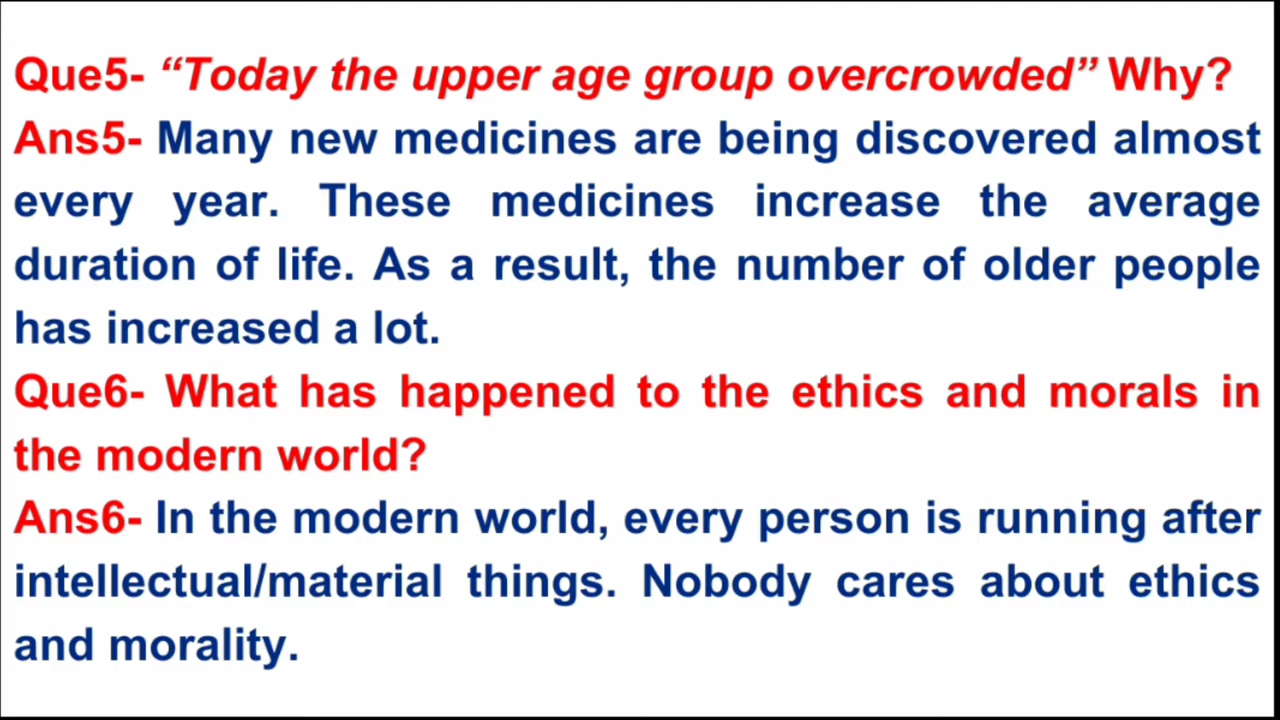 Que5- “Today the upper age group overcrowded” Why?
Ans5- Many new medicines are being discovered almost
every year. These medicines increase the average
duration of life. As a result, the number of older people
has increased a lot.
Que6- What has happened to the ethics and morals in
the modern world?
Ans6- In the modern world, every person is running after
intellectual/material things. Nobody cares about ethics
and morality.